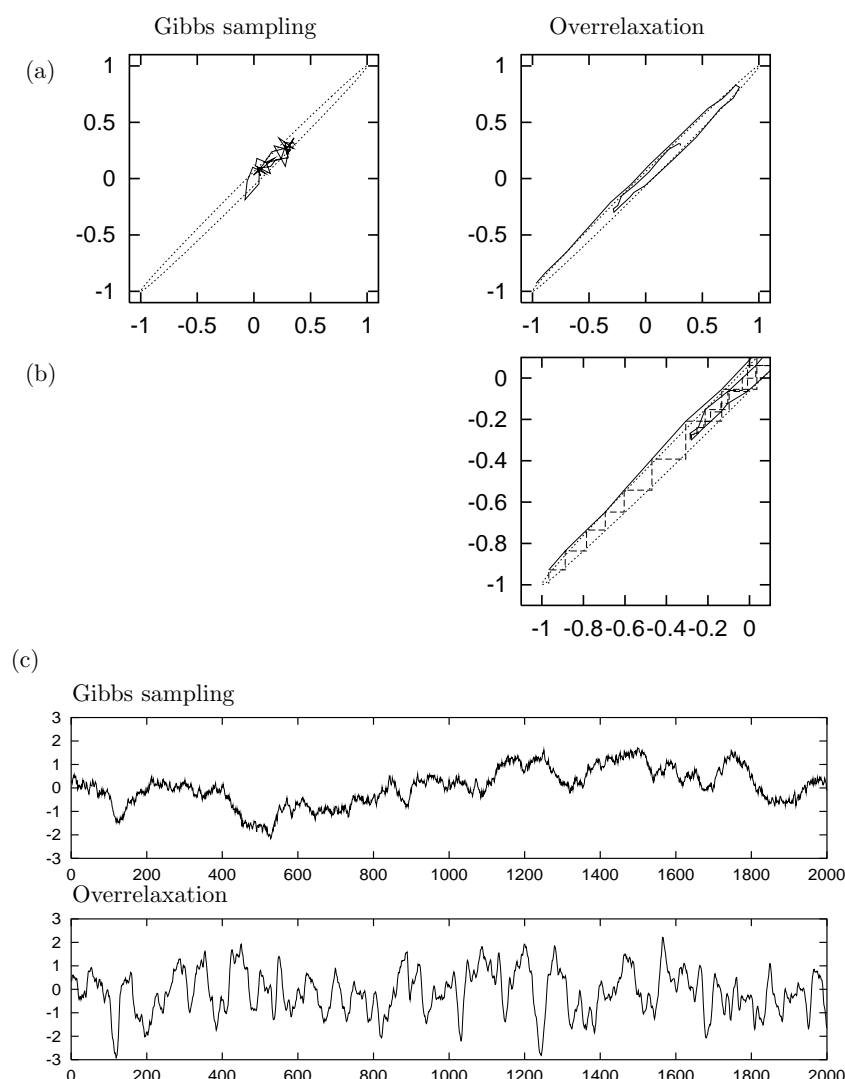 Gibbs sampling Overrelaxation
(a)
1 1
0.5 0.5
0 0
-0.5 -0.5
-1 -1
-1 -0.5 0 0.5 1 -1 -0.5 0 0.5 1
(b)
0
-0.2
-0.4
-0.6
-0.8
-1
-1 -0.8 -0.6 -0.4 -0.2 0
(c)
Gibbs sampling
3
2
1
0
-1
-2
-3
0 200 400 600 800 1000 1200 1400 1600 1800 2000
Overrelaxation
3
2
1
0
-1
-2
-3
0 200 400 600 800 1000 1200 1400 1600 1800 2000